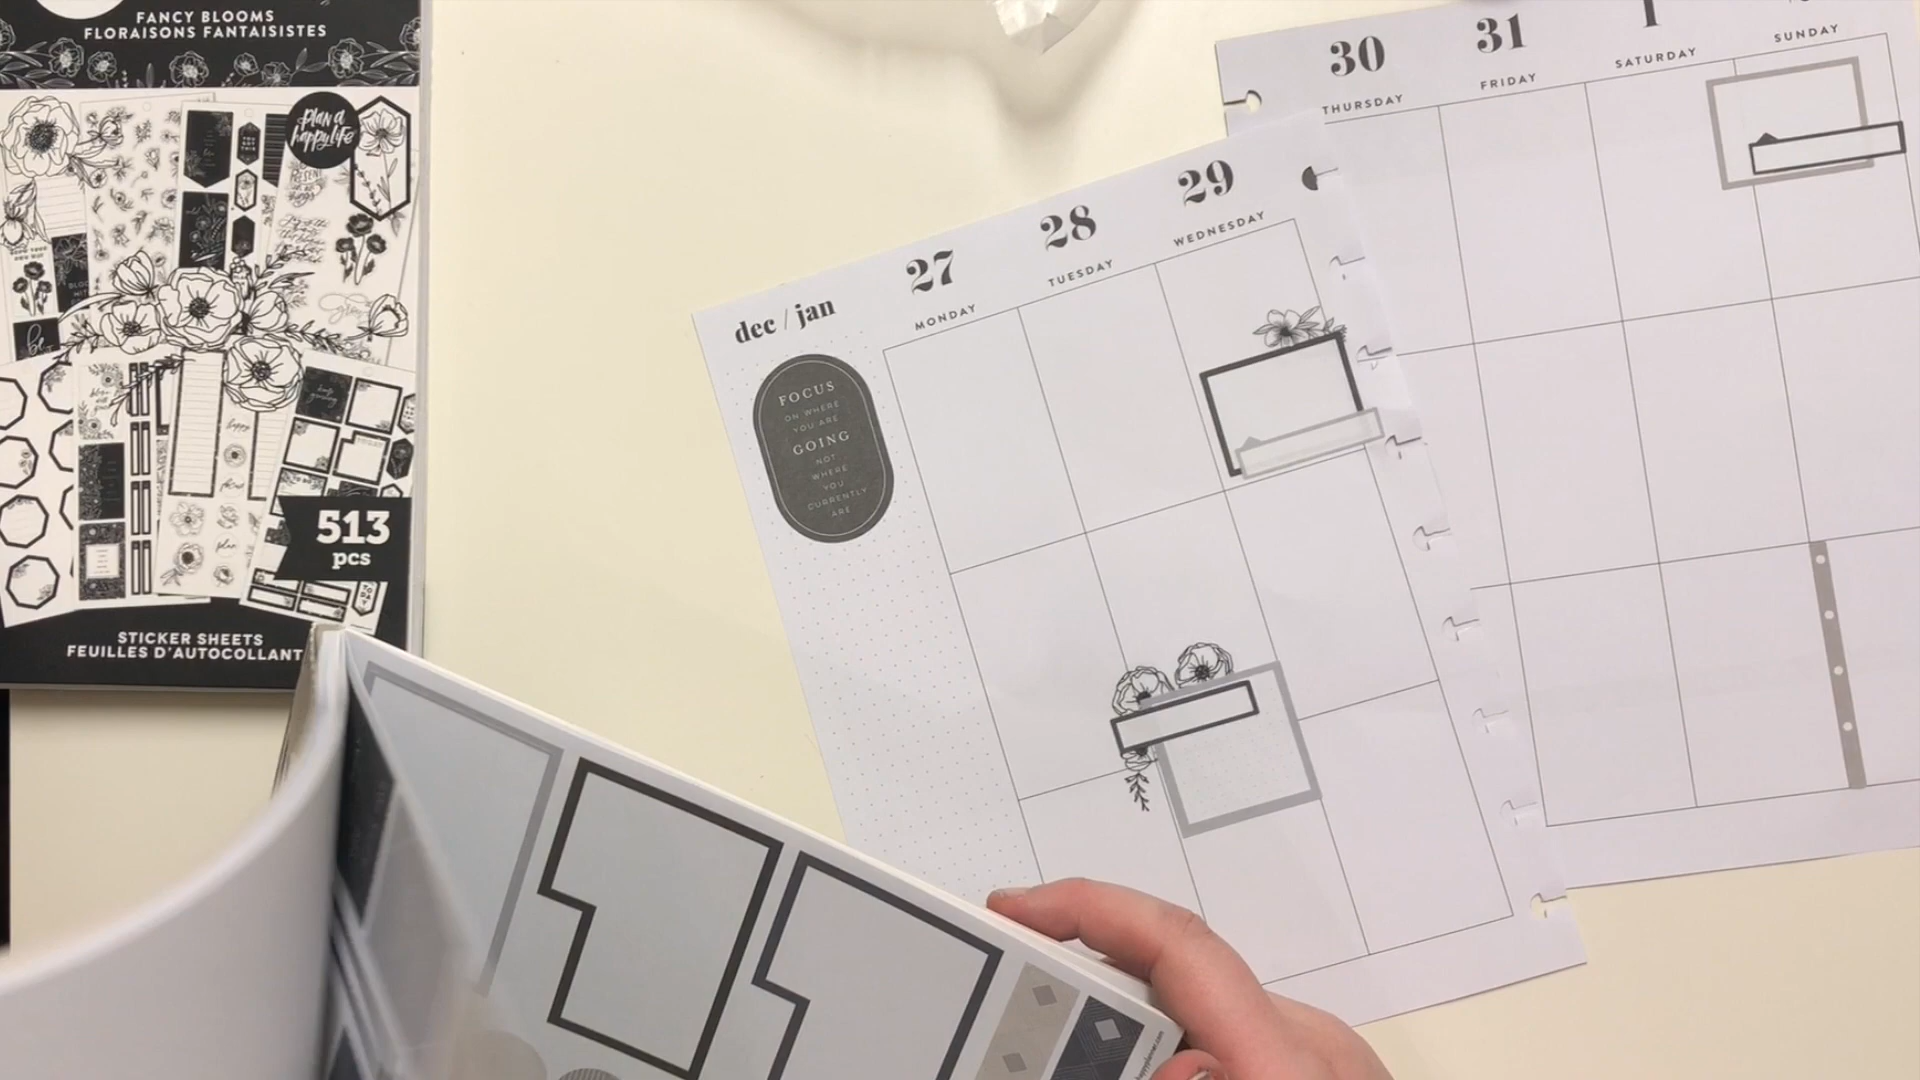 FANCY BLOOMS
FLORAISONS FANTAISISTES
plan a
happy life
513
pcs
STICKER SHEETS
FEUILLES D'AUTOCOLLANT
dec / jan
27
MONDAY
28
TUESDAY
29
WEDNESDAY
30
THURSDAY
31
FRIDAY
1
SATURDAY
SUNDAY
FOCUS
ON WHERE
YOU ARE
GOING
NOT
WHERE
YOU
CURRENTLY
ARE